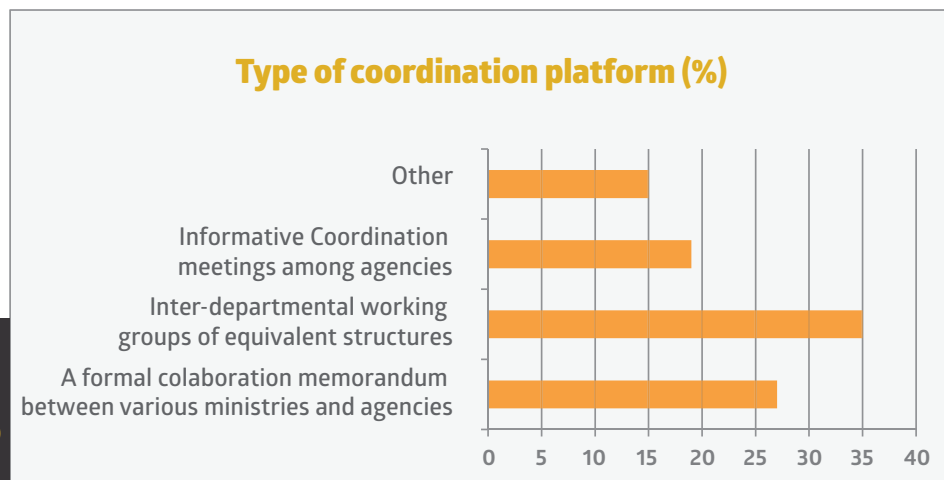 Type of coordination platform (%)
Other
Informative Coordination
meetings among agencies
Inter-departmental working
groups of equivalent structures
A formal colaboration memorandum
between various ministries and agencies
0 5 10 15 20 25 30 35 40